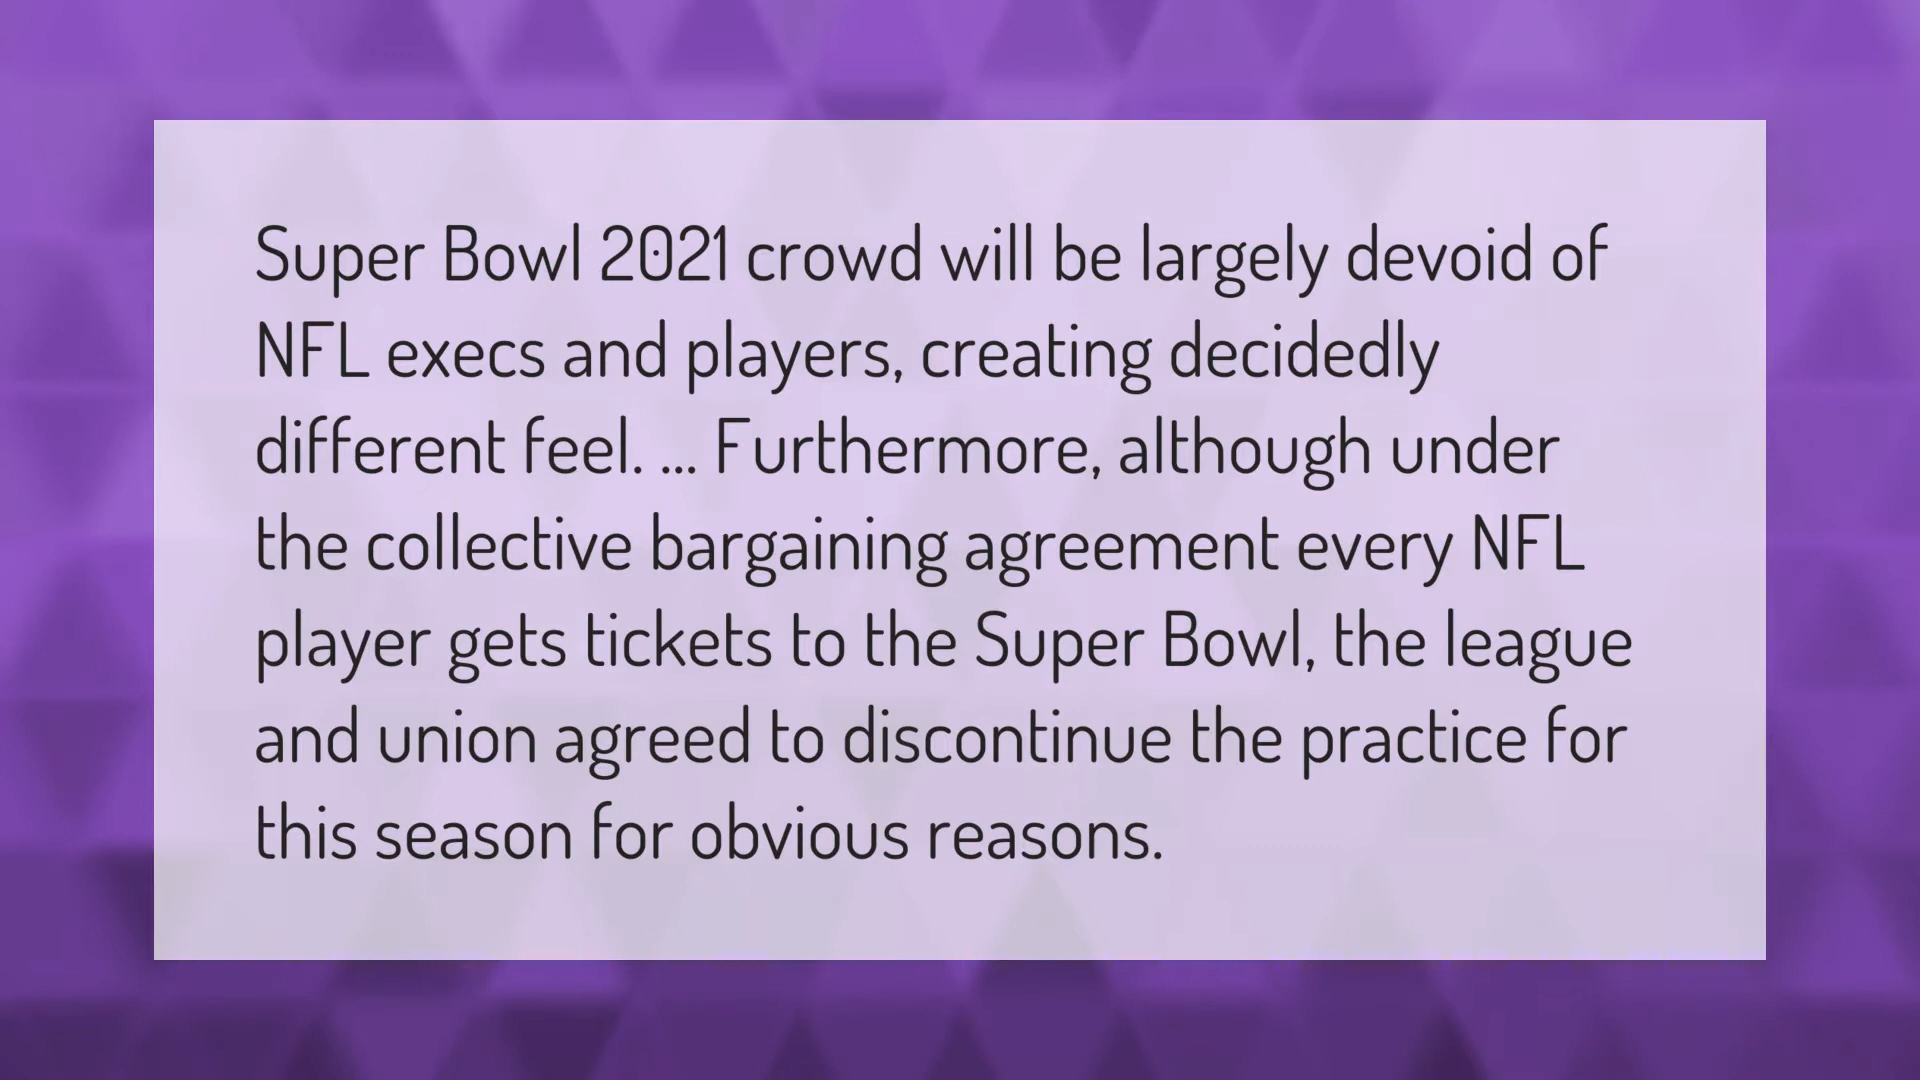 Super Bowl 2021 crowd will be largely devoid of
NFL execs and players, creating decidedly
different feel. ... Furthermore, although under
the collective bargaining agreement every NFL
player gets tickets to the Super Bowl, the league
and union agreed to discontinue the practice for
this season for obvious reasons.